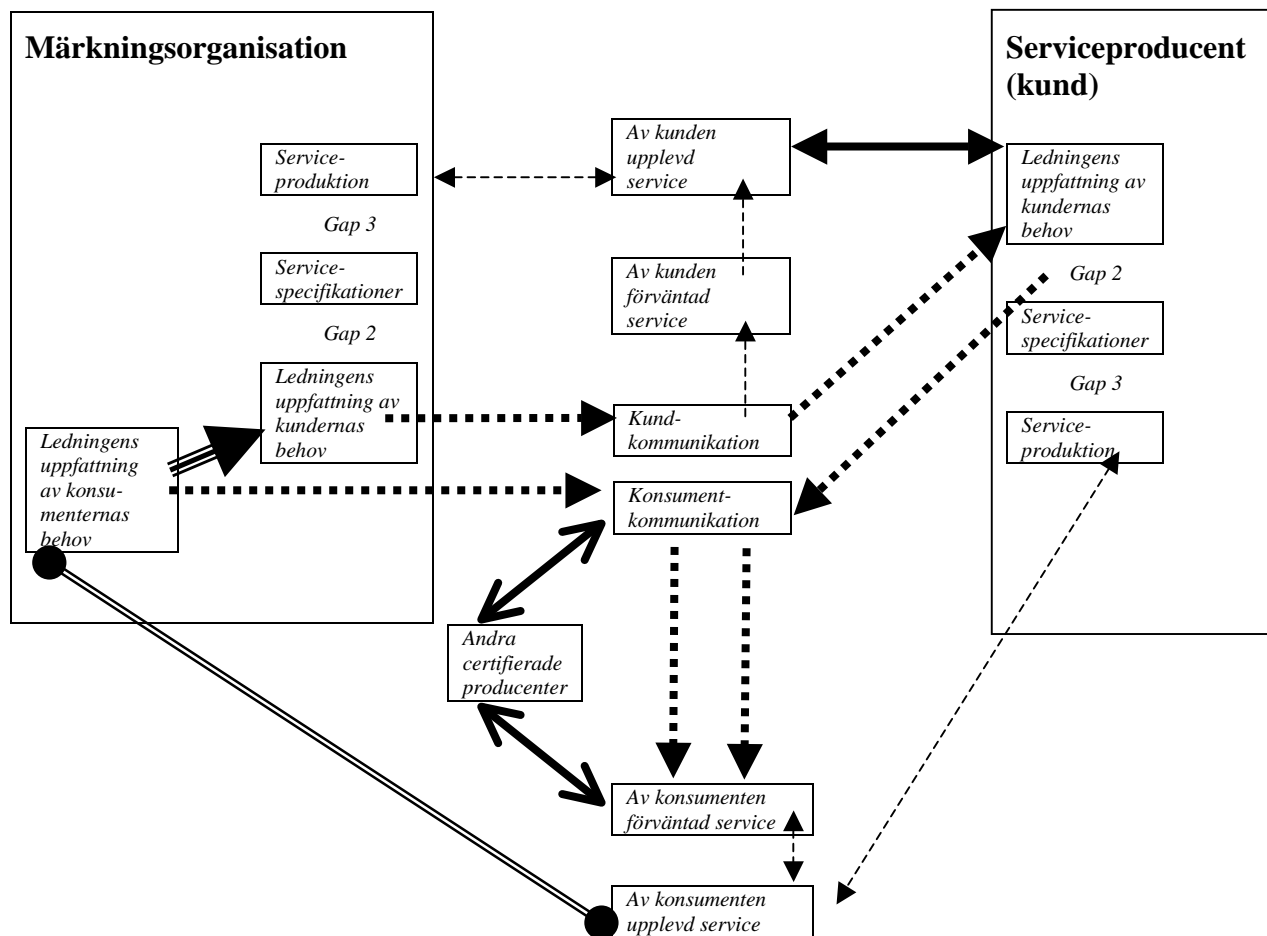 Märkningsorganisation
Service-
produktion
Gap 3
Service-
specifikationer
Gap 2
Ledningens
uppfattning av
kundernas
behov
Ledningens
uppfattning
av konsu-
menternas
behov
Av kunden
upplevd
service
Av kunden
förväntad
service
Kund-
kommunikation
Konsument-
kommunikation
Andra
certifierade
producenter
Av konsumenten
förväntad service
Av konsumenten
upplevd service
Serviceproducent
(kund)
Ledningens
uppfattning av
kundernas
behov
Gap 2
Service-
specifikationer
Gap 3
Service-
produktion